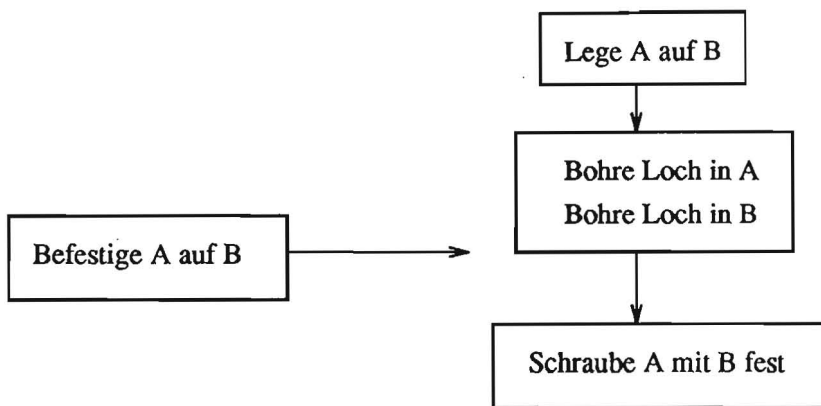 Lege A auf B
Bohre Loch in A
Bohre Loch in B
Befestige A auf B
Schraube A mit B fest